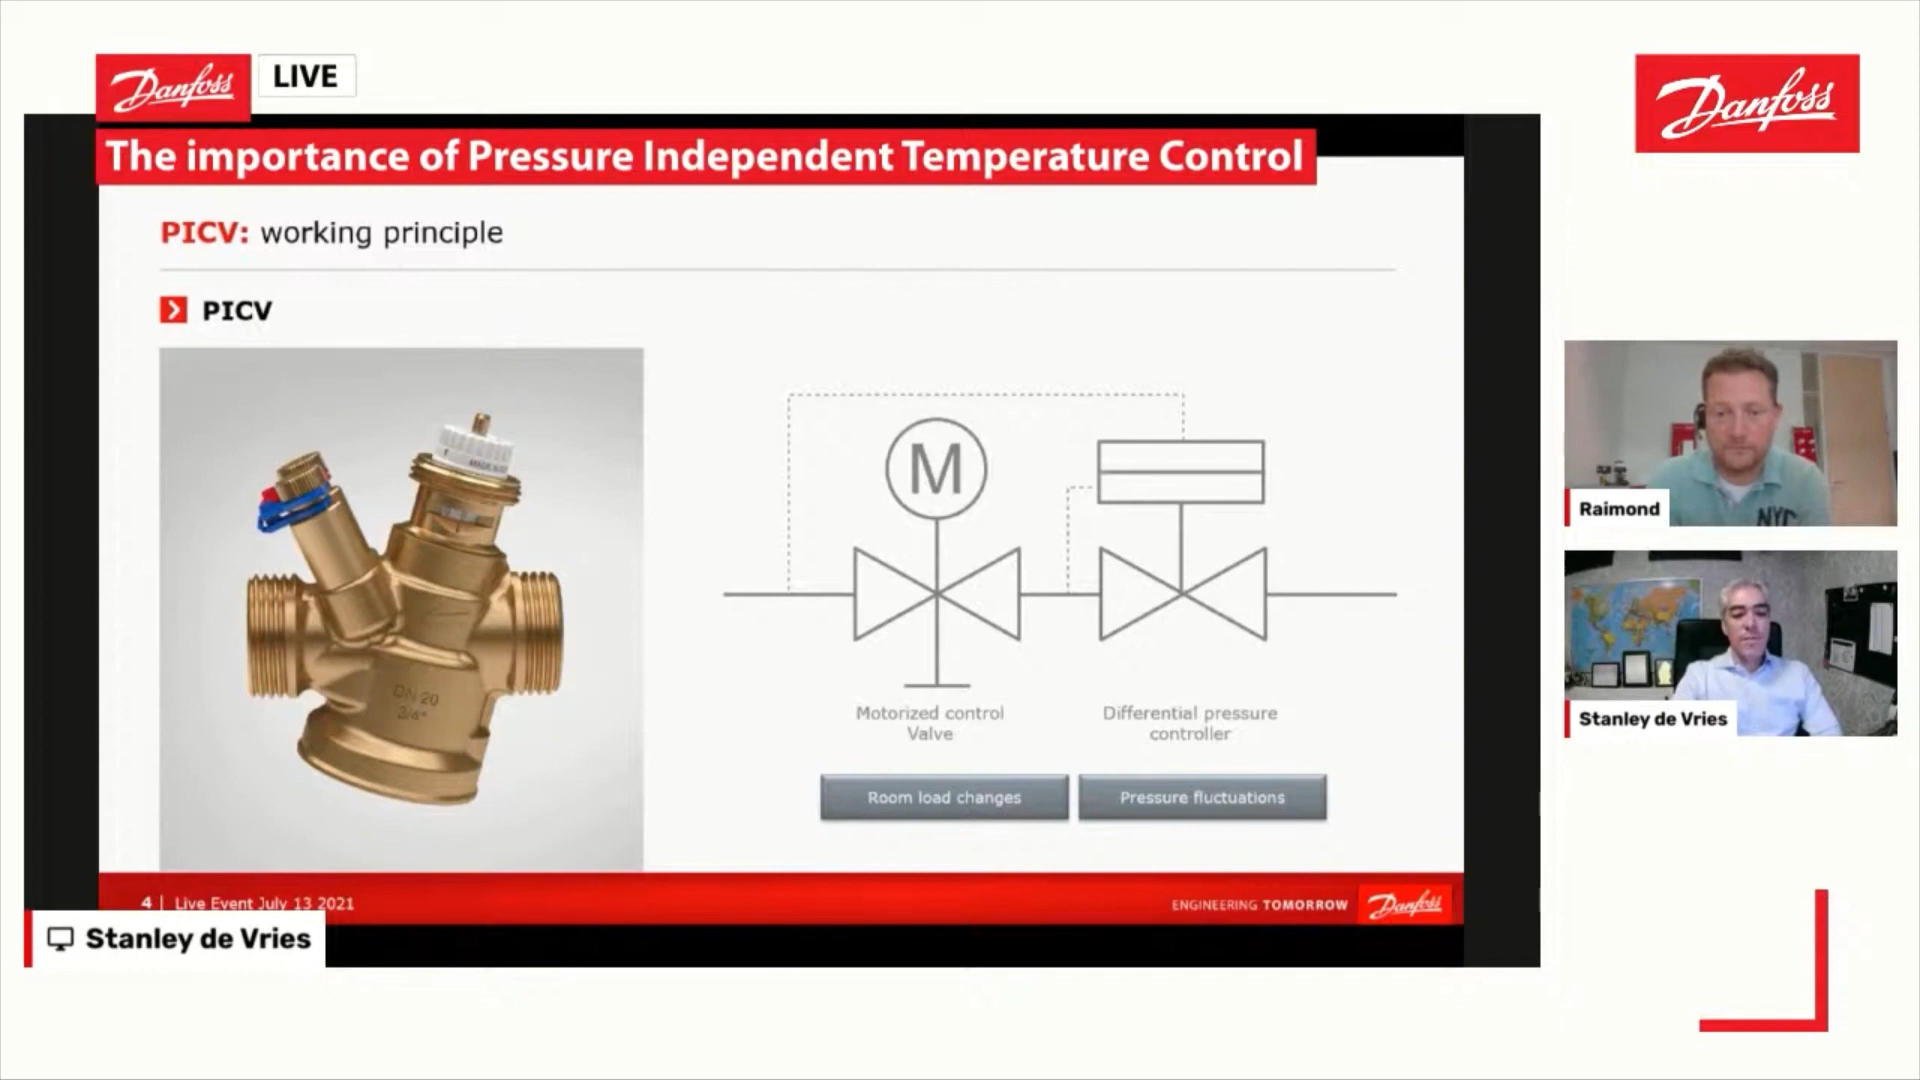 Danfoss
LIVE
Danfoss
The importance of Pressure Independent Temperature Control
PICV: working principle
PICV
M
DN 20
3/4"
Motorized control
Valve
Differential pressure
controller
Room load changes
Pressure fluctuations
Raimond
NYC
Stanley de Vries
4 | Live Event July 13 2021
ENGINEERING TOMORROW
Danfoss
Stanley de Vries